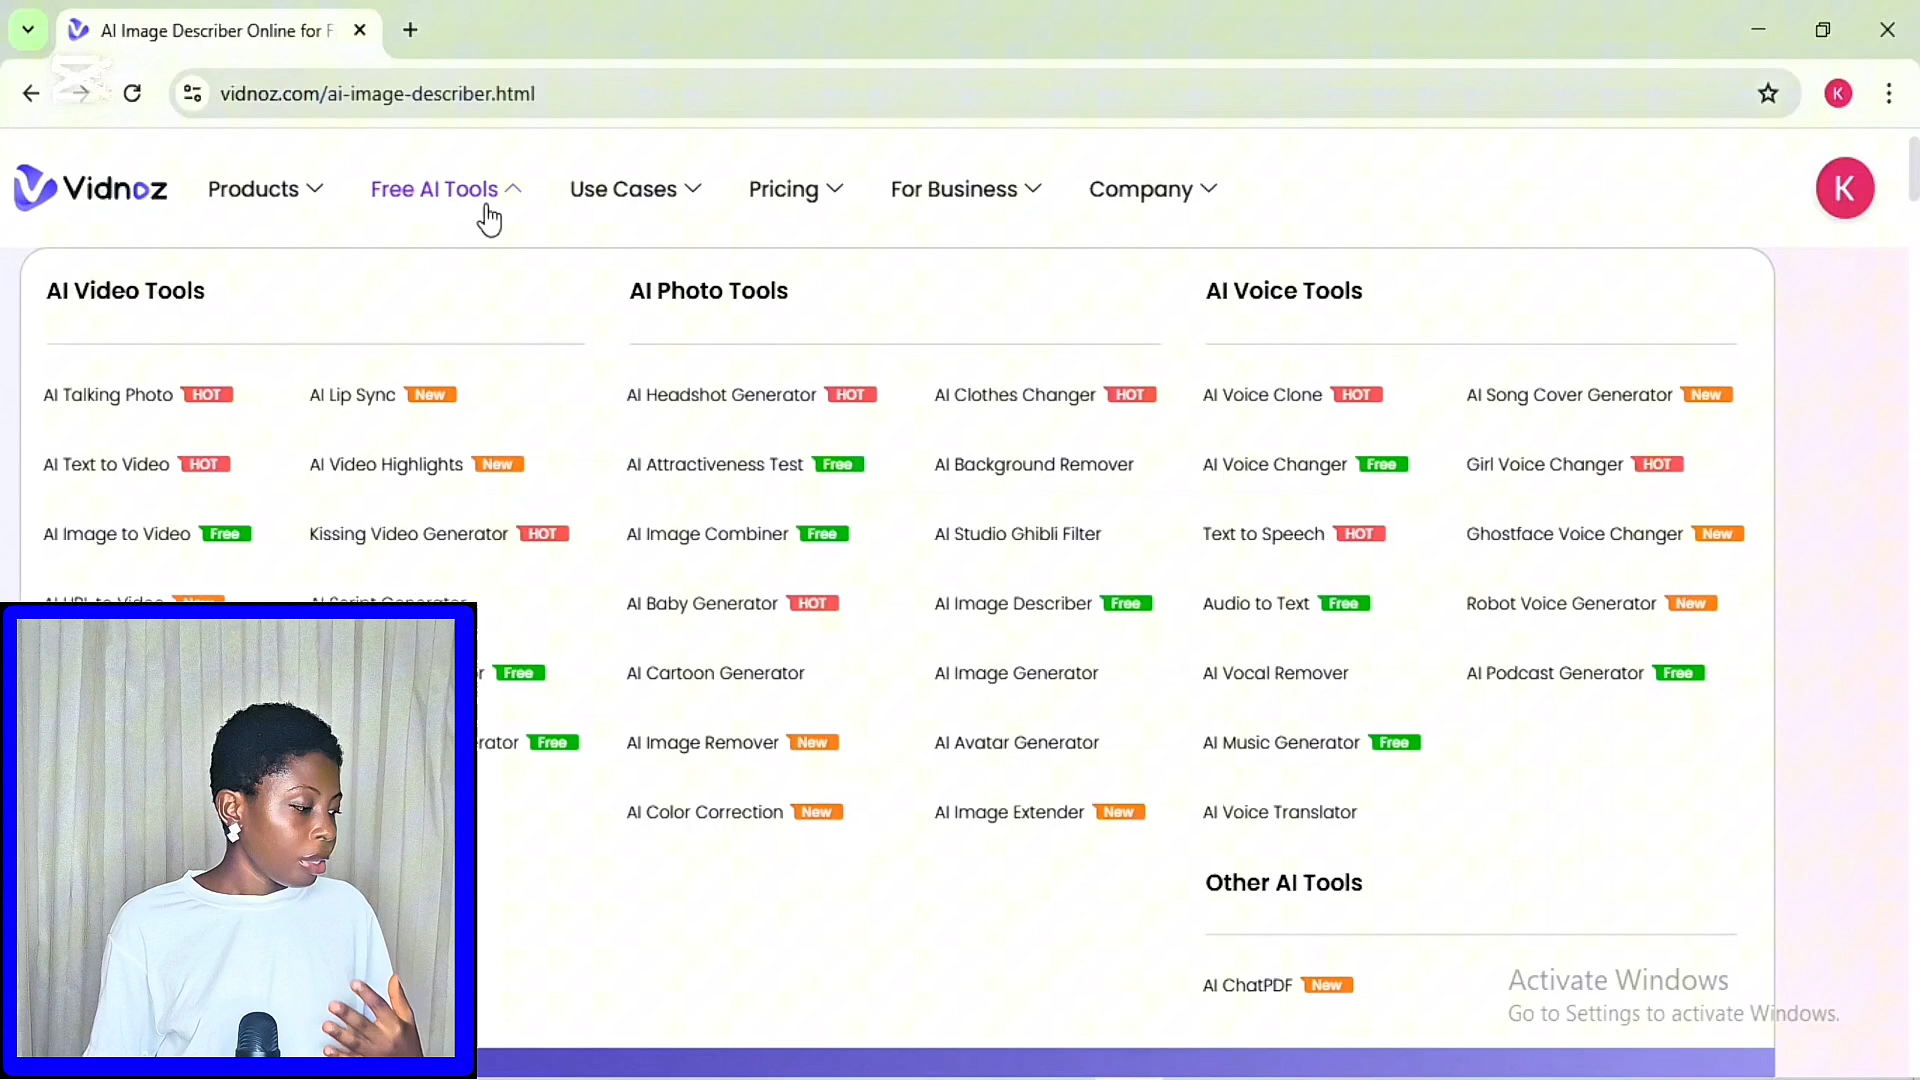 AI Image Describer Online for F
vidnoz.com/ai-image-describer.html
K
Vidnoz
Products
Free AI Tools
Use Cases
Pricing
For Business
Company
K
AI Video Tools
AI Talking Photo HOT
AI Lip Sync New
AI Text to Video HOT
AI Video Highlights New
AI Image to Video Free
Kissing Video Generator HOT
AI URL to Video New
AI Script Generator
r Free
rator Free
AI Photo Tools
AI Headshot Generator HOT
AI Clothes Changer HOT
AI Attractiveness Test Free
AI Background Remover
AI Image Combiner Free
AI Studio Ghibli Filter
AI Baby Generator HOT
AI Image Describer Free
AI Cartoon Generator
AI Image Generator
AI Image Remover New
AI Avatar Generator
AI Color Correction New
AI Image Extender New
AI Voice Tools
AI Voice Clone HOT
AI Song Cover Generator New
AI Voice Changer Free
Girl Voice Changer HOT
Text to Speech HOT
Ghostface Voice Changer New
Audio to Text Free
Robot Voice Generator New
AI Vocal Remover
AI Podcast Generator Free
AI Music Generator Free
AI Voice Translator
Other AI Tools
AI ChatPDF New
Activate Windows
Go to Settings to activate Windows.